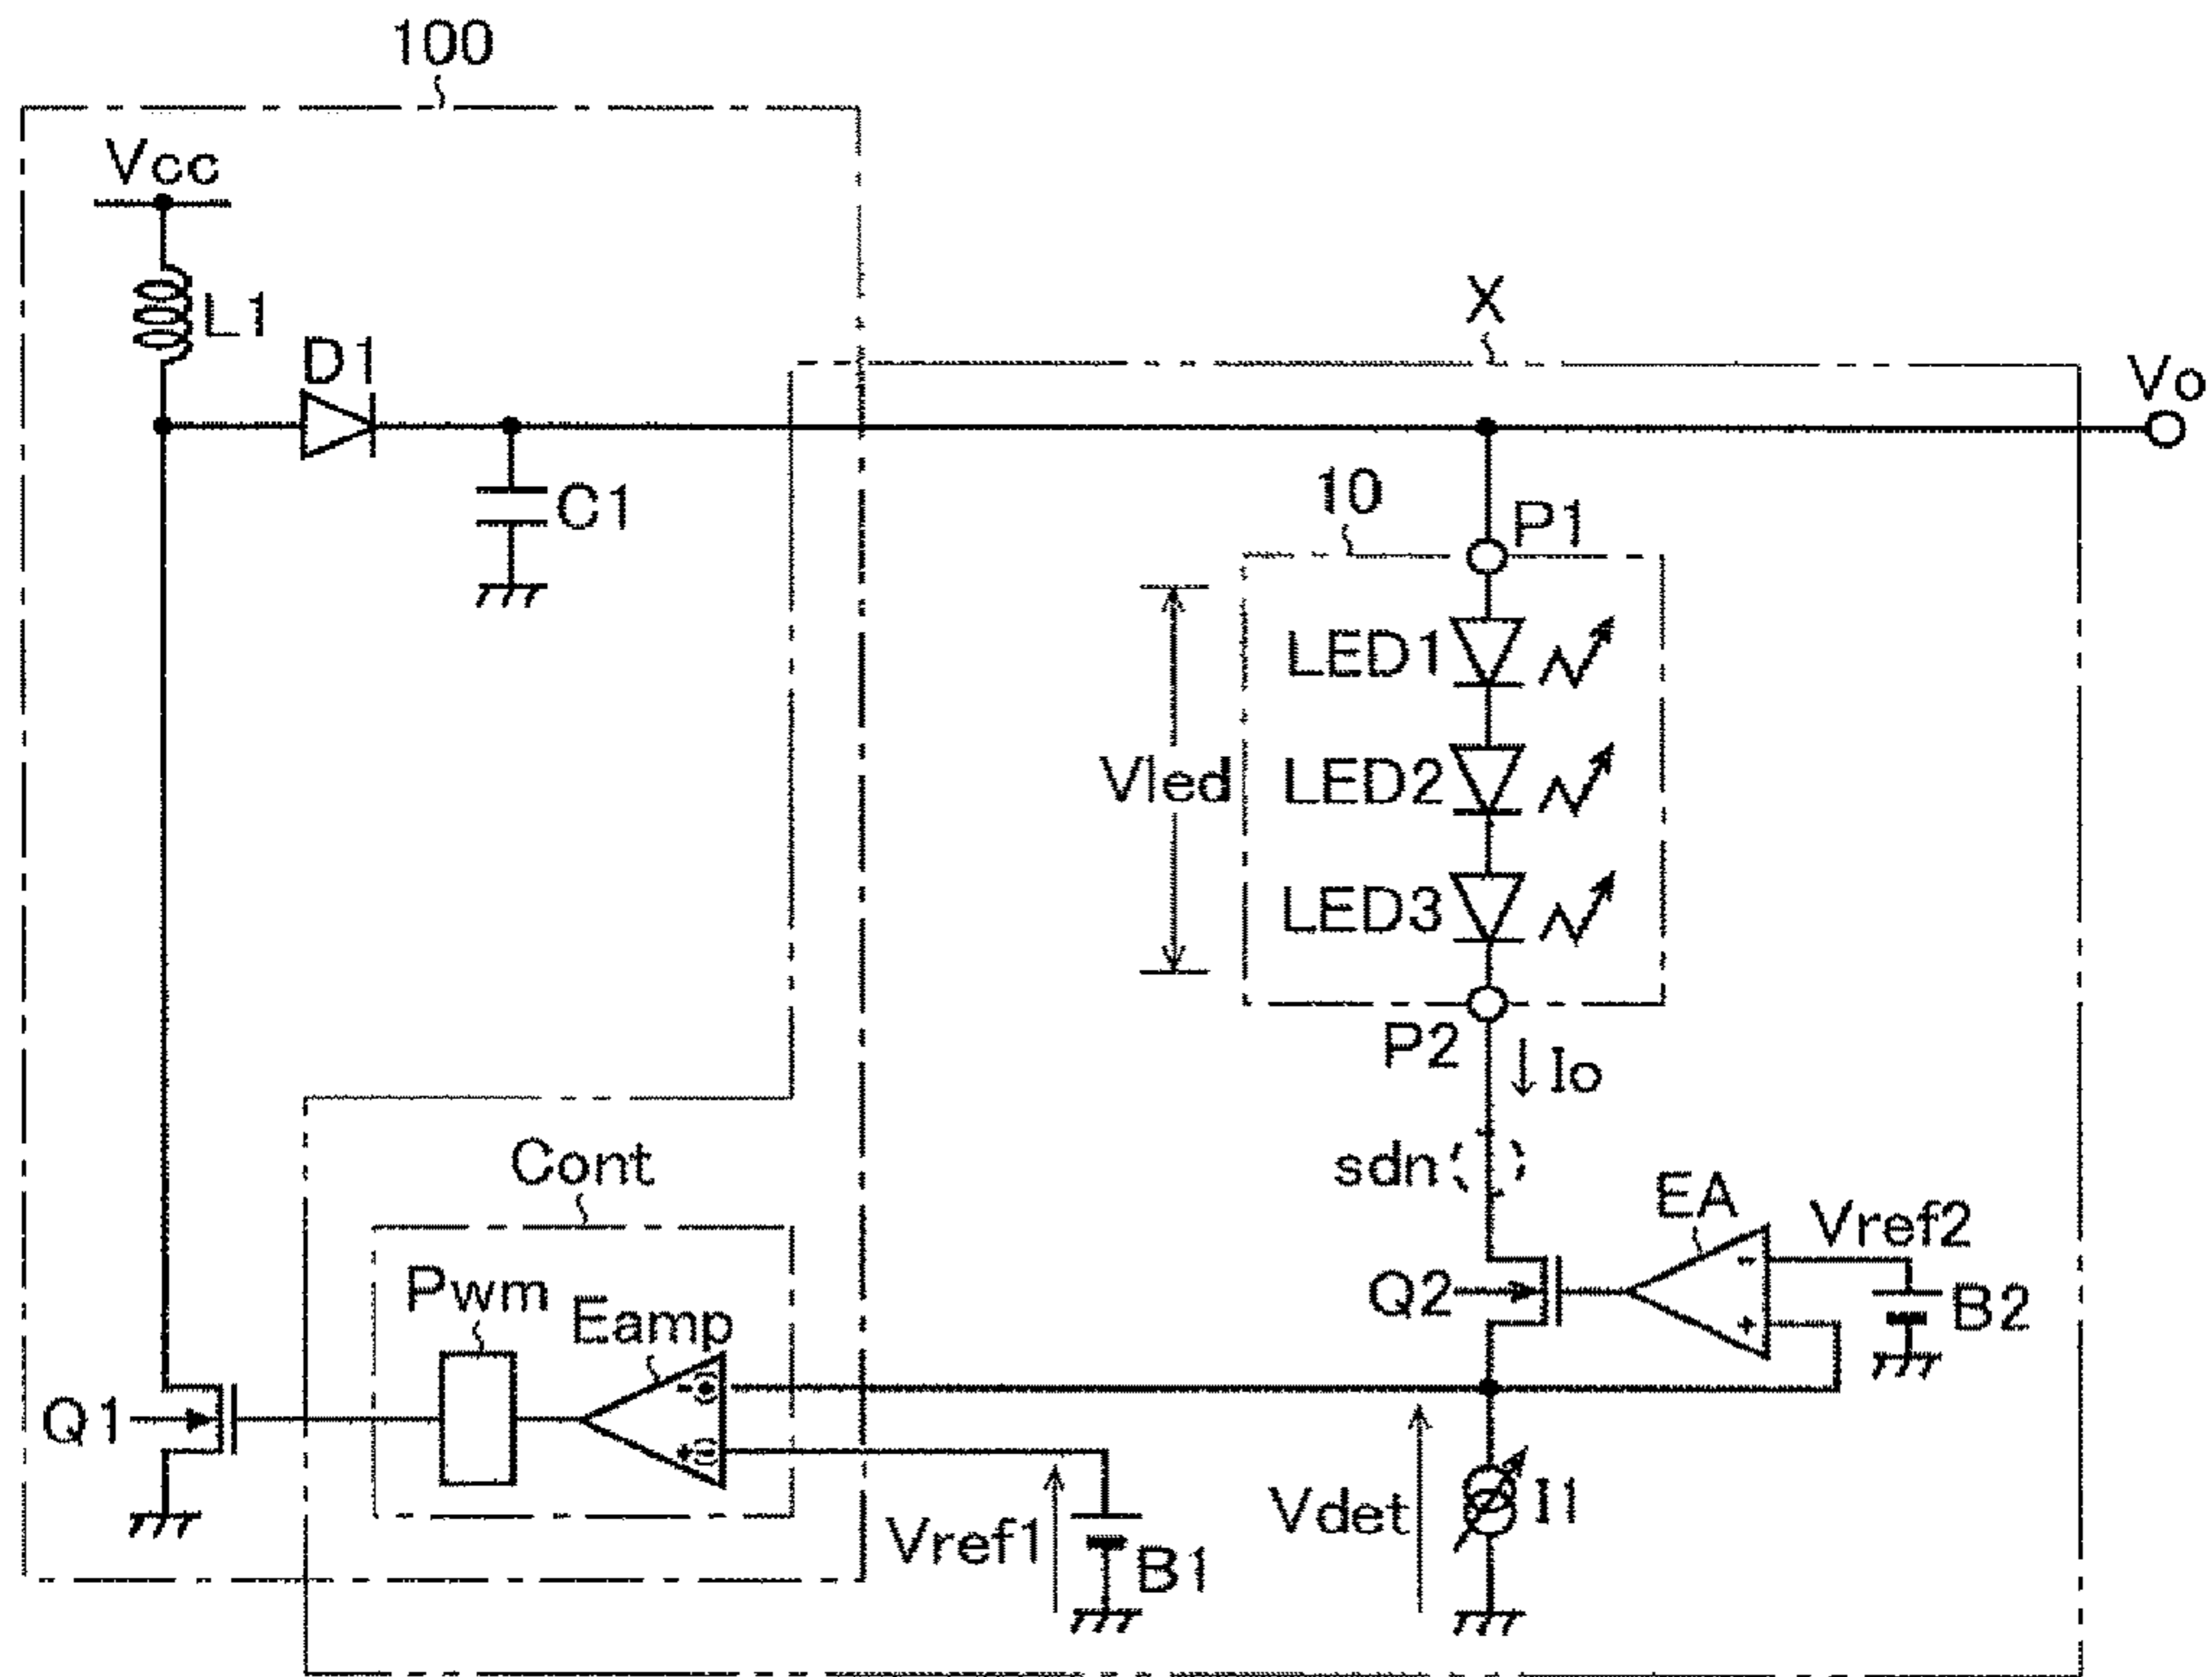 100
Vcc
L1
D1
C1
X
Vo
10
P1
LED1
Vled
LED2
LED3
P2
Io
sdn
EA
Vref2
Q2
- +
B2
Cont
Pwm
Eamp
Q1
-
+
Vref1
B1
Vdet
I1